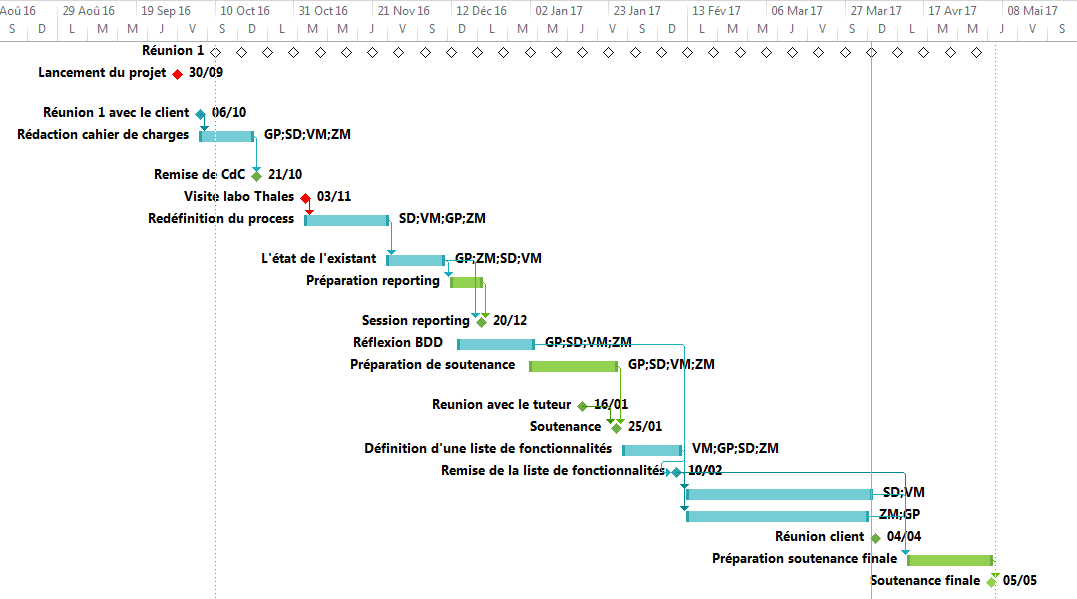 Aoû 16 29 Aoû 16 19 Sep 16 10 Oct 16 31 Oct 16 21 Nov 16 12 Déc 16 02 Jan 17 23 Jan 17 13 Fév 17 06 Mar 17 27 Mar 17 17 Avr 17 08 Mai 17
S D L M M J V S D L M M J V S D L M M J V S D L M M J V S
Réunion 1
Lancement du projet 30/09
Réunion 1 avec le client 06/10
Rédaction cahier de charges GP;SD;VM;ZM
Remise de CdC 21/10
Visite labo Thales 03/11
Redéfinition du process SD;VM;GP;ZM
L'état de l'existant GP;ZM;SD;VM
Préparation reporting
Session reporting 20/12
Réflexion BDD GP;SD;VM;ZM
Préparation de soutenance GP;SD;VM;ZM
Reunion avec le tuteur 16/01
Soutenance 25/01
Définition d'une liste de fonctionnalités VM;GP;SD;ZM
Remise de la liste de fonctionnalités 10/02
SD;VM
ZM;GP
Réunion client 04/04
Préparation soutenance finale
Soutenance finale 05/05